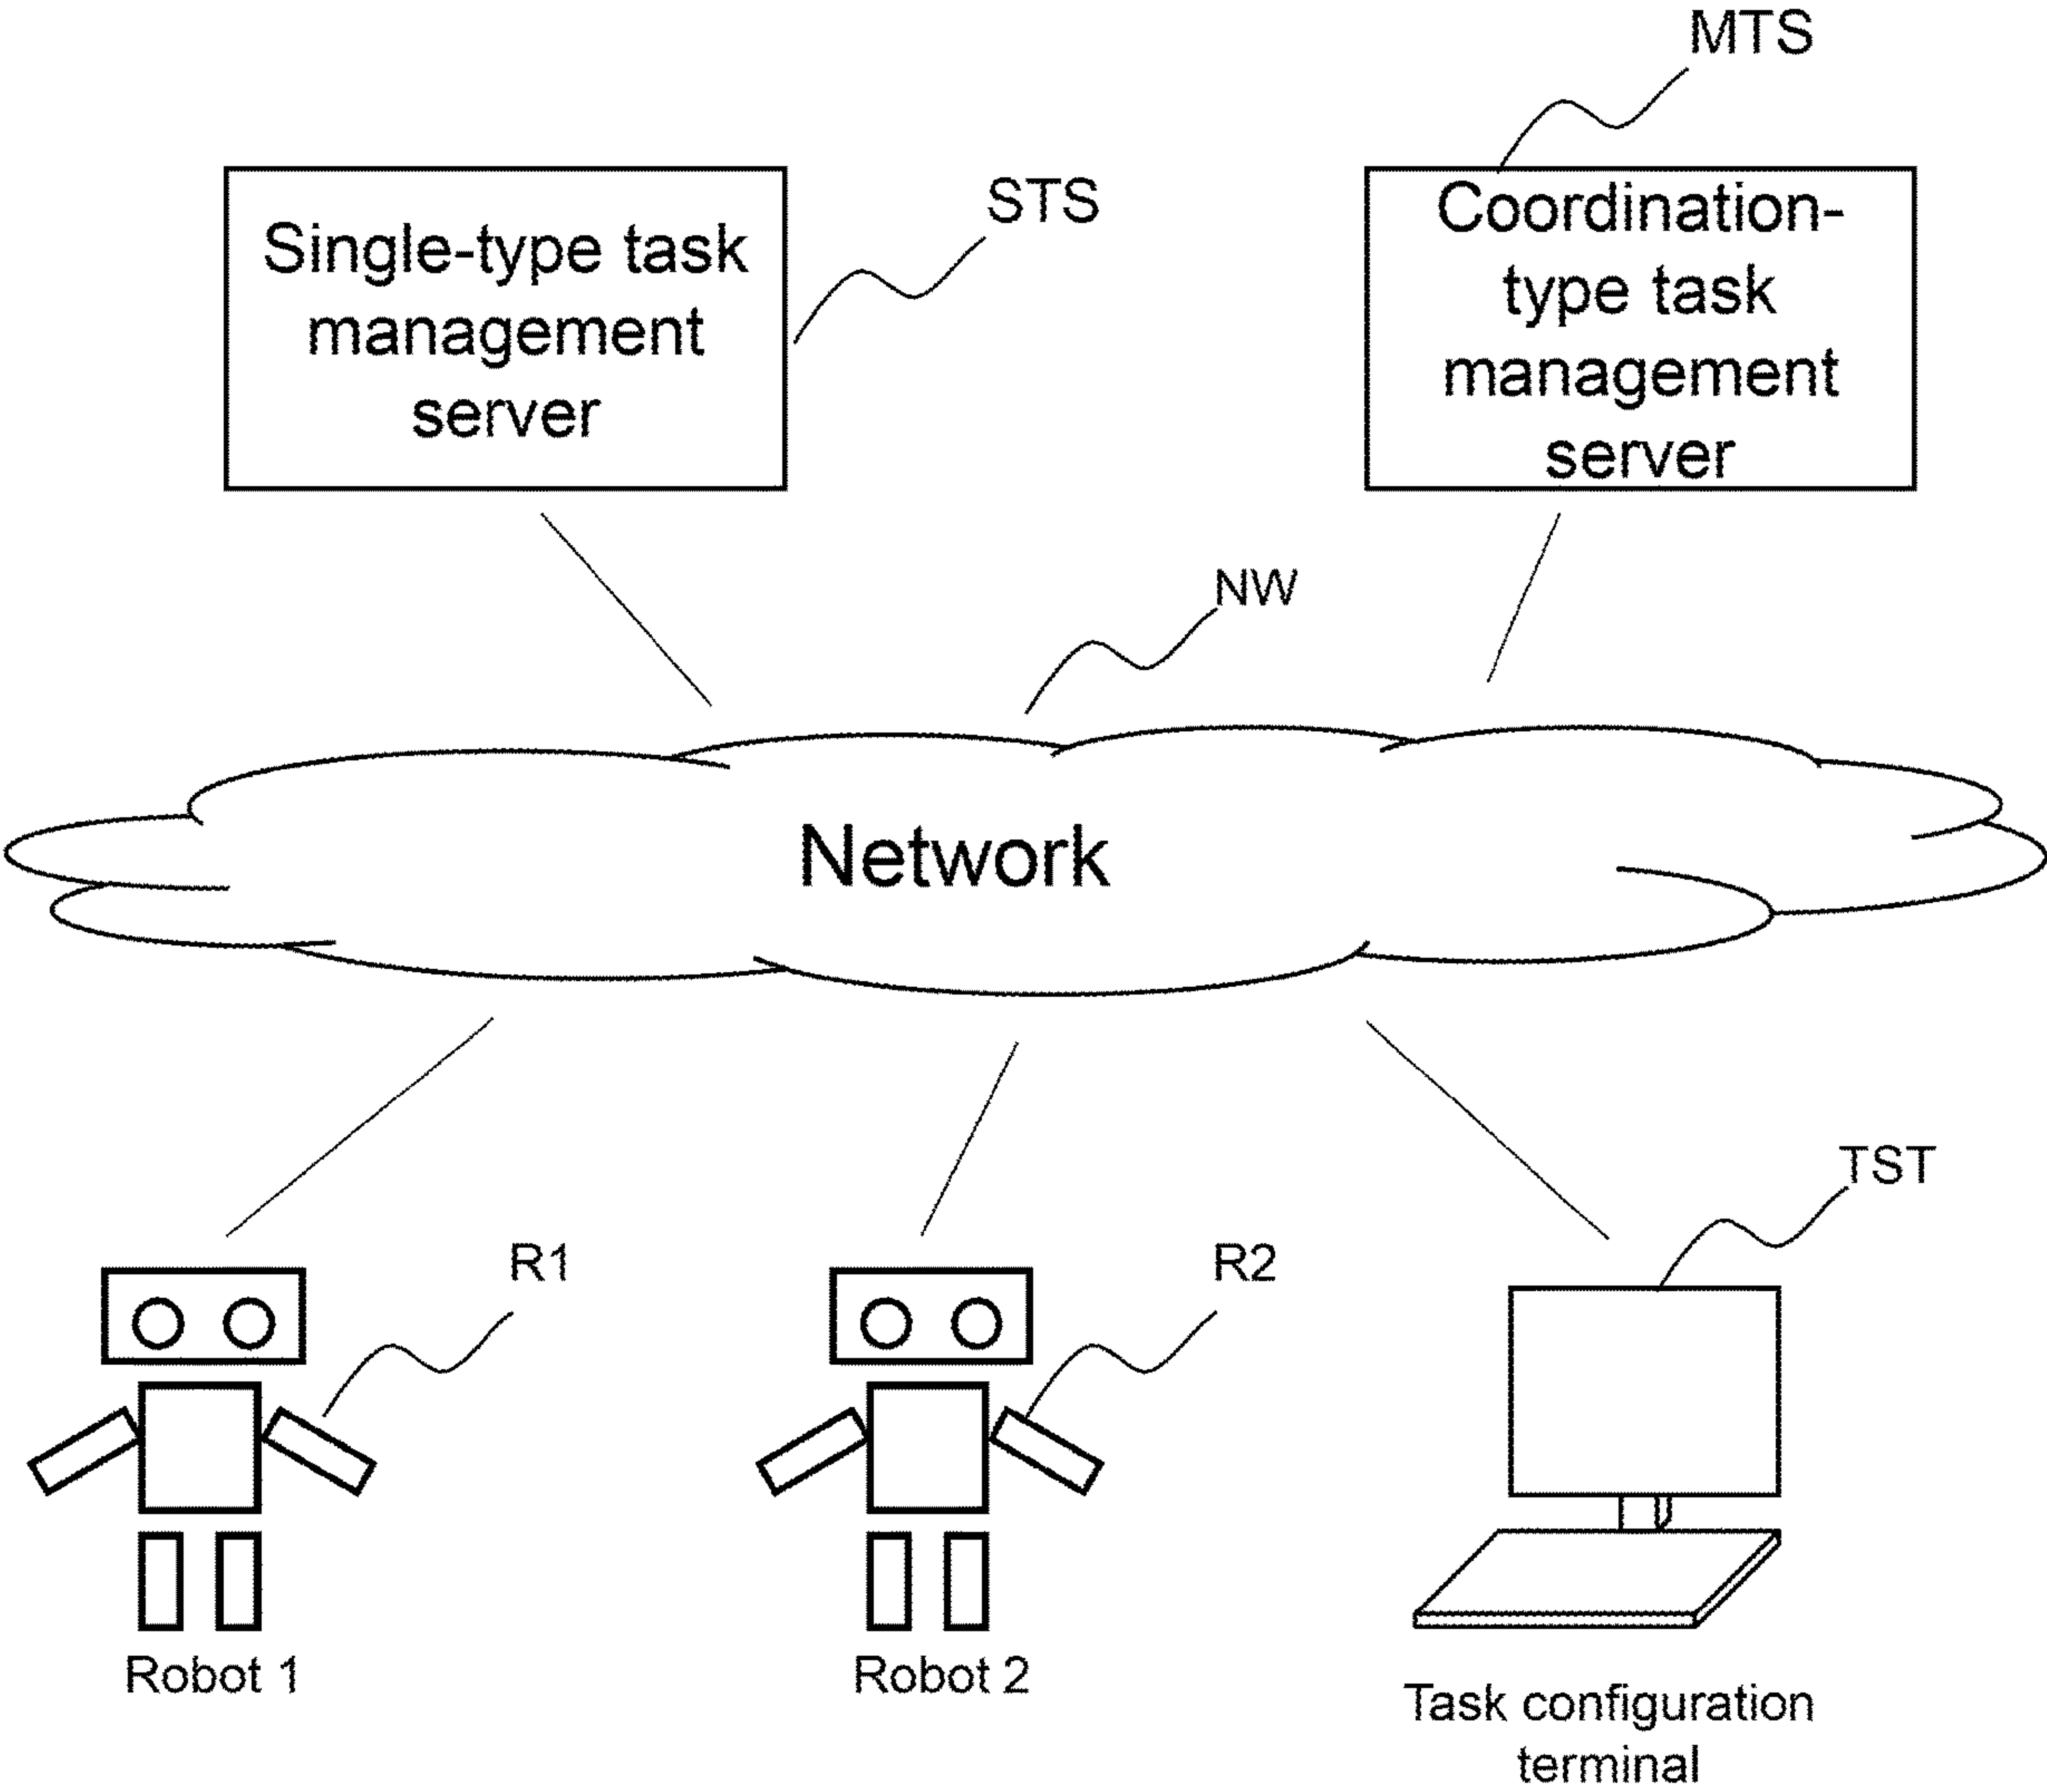 MTS
STS
Single-type task
management
server
Coordination-
type task
management
server
NW
Network
TST
R1
R2
Robot 1
Robot 2
Task configuration
terminal